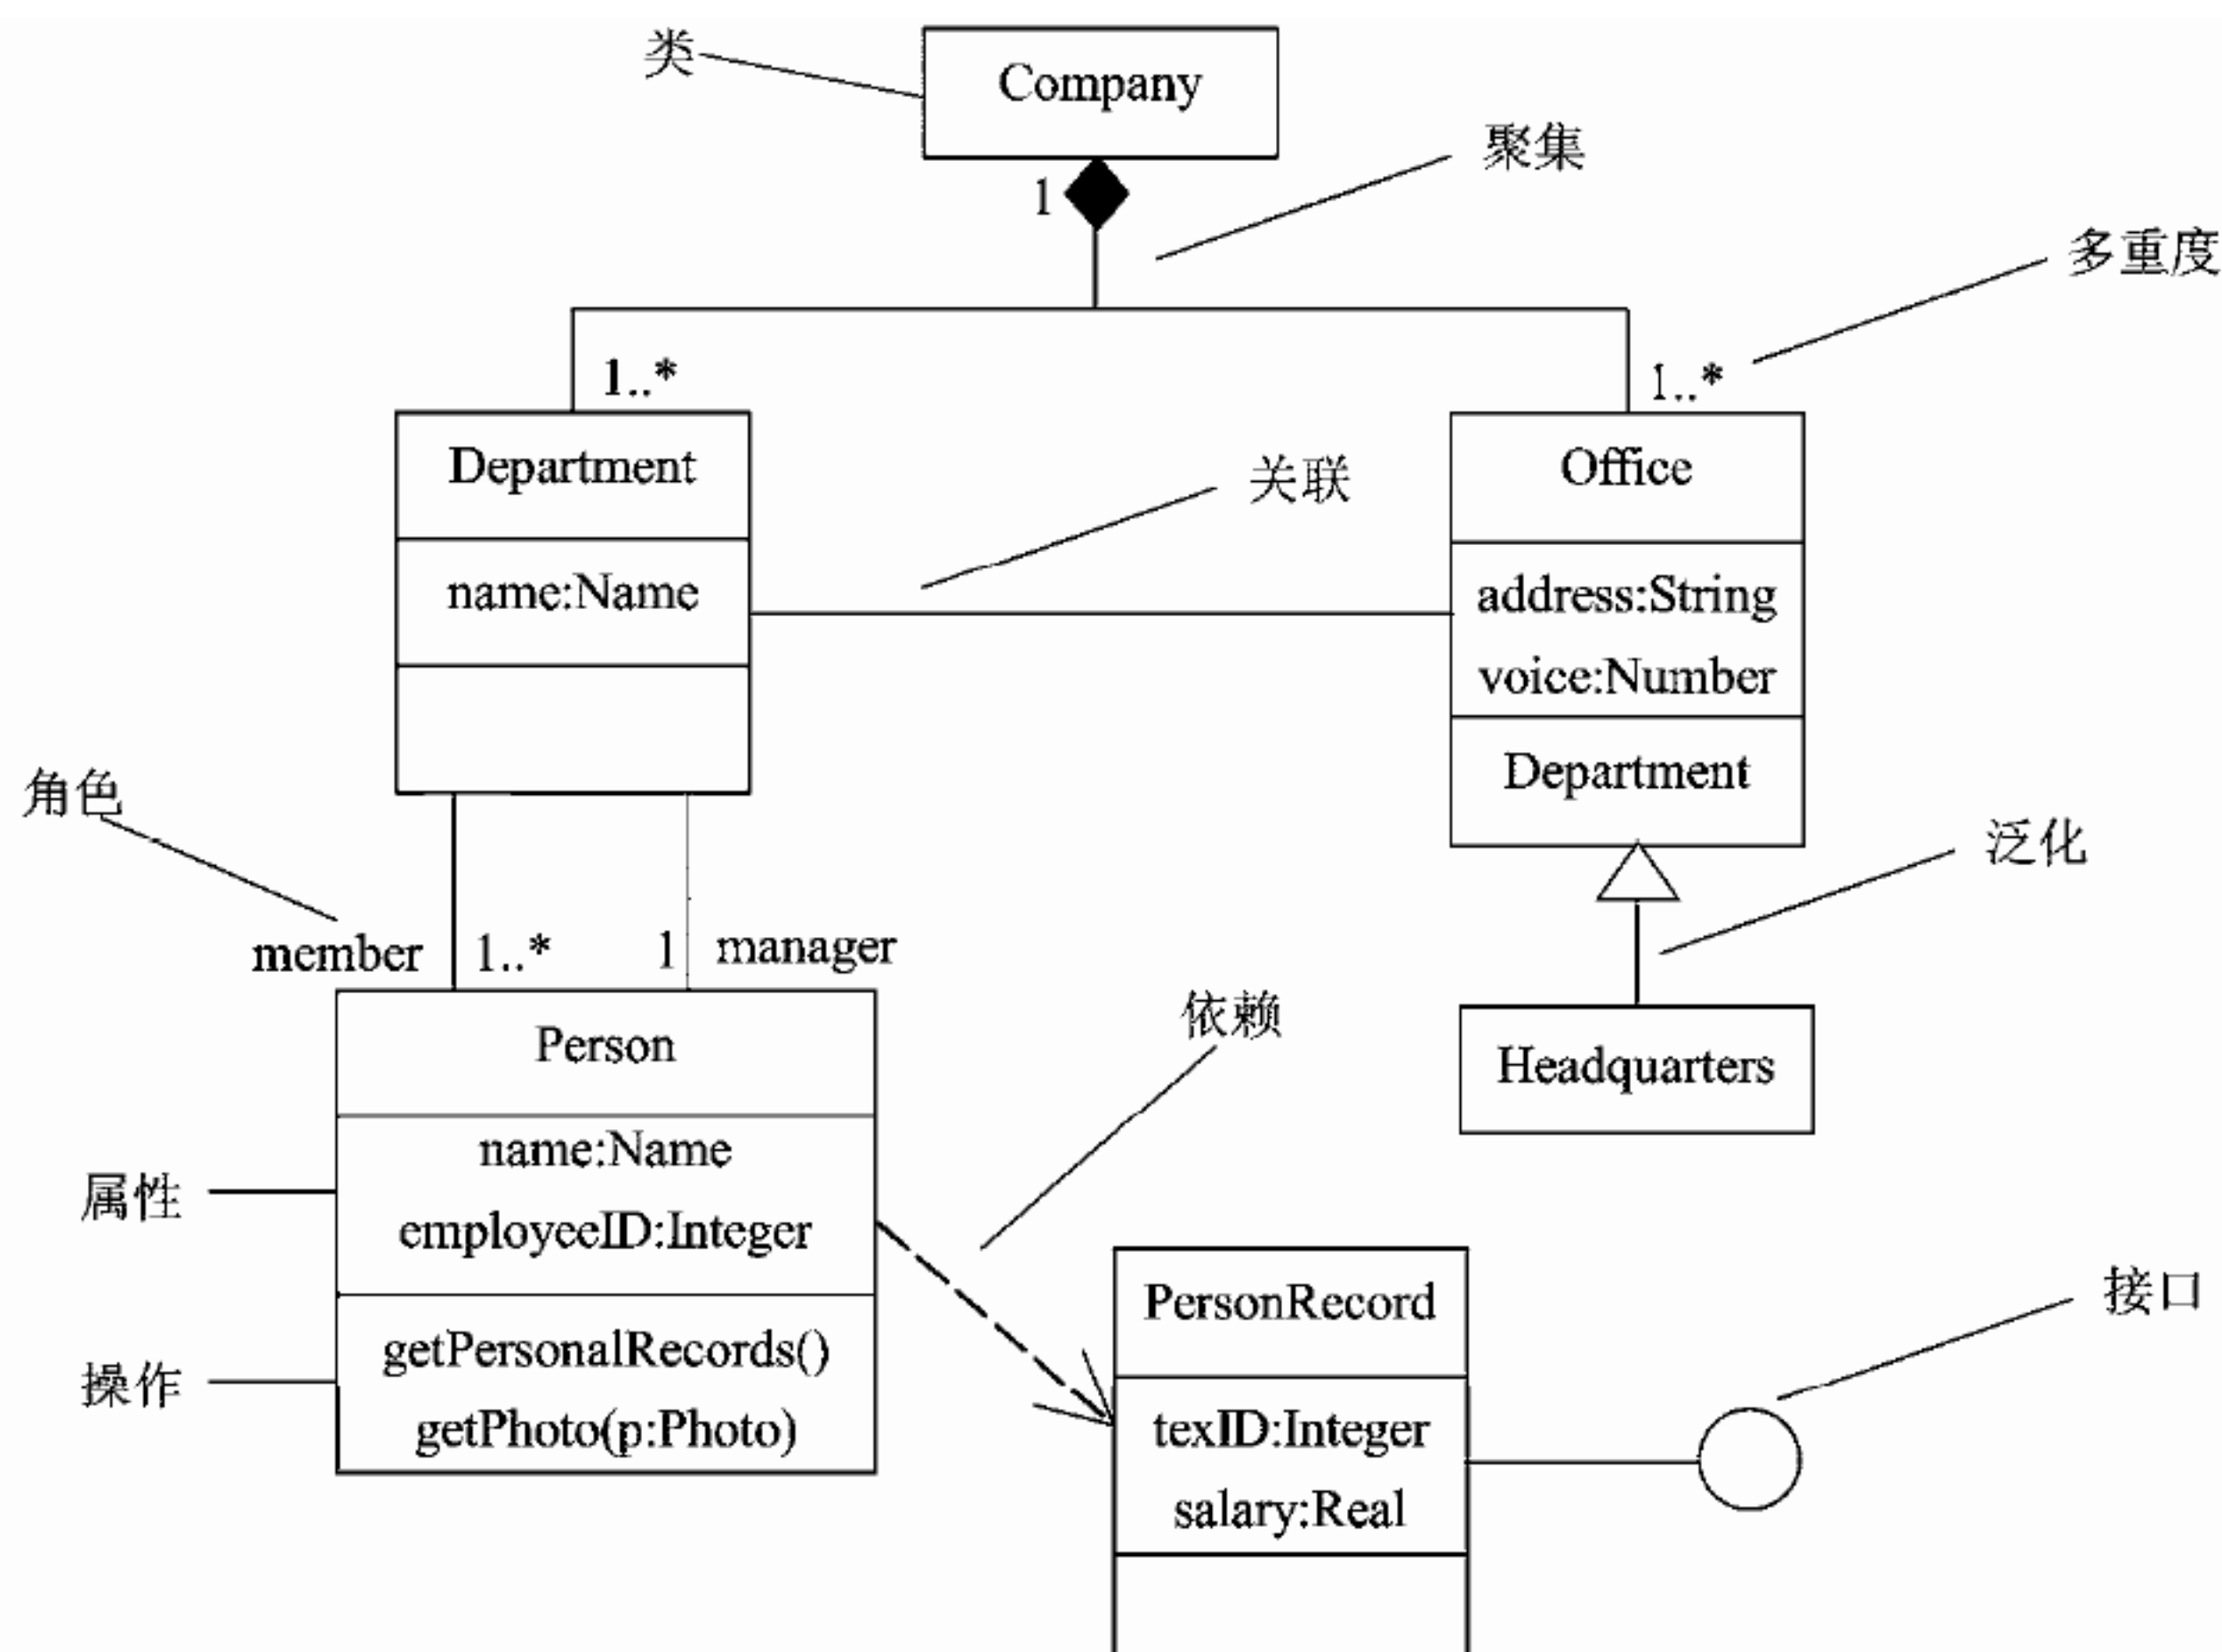 类
Company
聚集
1
多重度
1..*
1..*
Department
Office
关联
name:Name
address:String
voice:Number
Department
角色
泛化
member
1..*
1
manager
依赖
Person
Headquarters
name:Name
属性
employeeID:Integer
PersonRecord
接口
getPersonalRecords()
操作
getPhoto(p:Photo)
texID:Integer
salary:Real